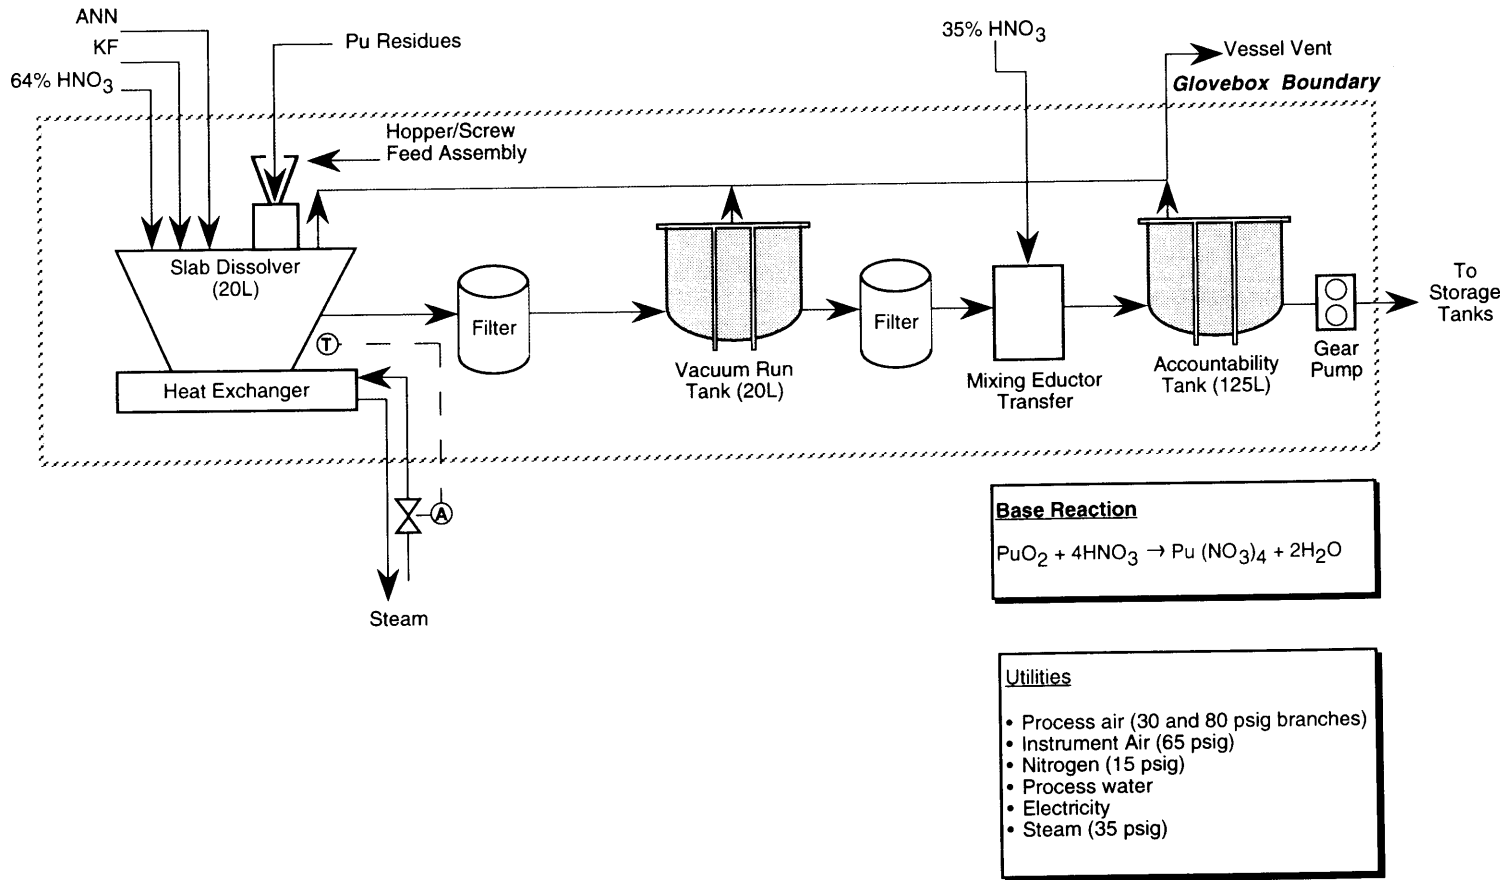 ANN
KF
64% HNO3
Pu Residues
35% HNO3
Vessel Vent
Glovebox Boundary
Hopper/Screw
Feed Assembly
Slab Dissolver
(20L)
Filter
T
Heat Exchanger
Vacuum Run
Tank (20L)
Filter
Mixing Eductor
Transfer
Accountability
Tank (125L)
Gear
Pump
To
Storage
Tanks
A
Steam
Base Reaction
PuO2 + 4HNO3 → Pu (NO3)4 + 2H2O
Utilities
• Process air (30 and 80 psig branches)
• Instrument Air (65 psig)
• Nitrogen (15 psig)
• Process water
• Electricity
• Steam (35 psig)